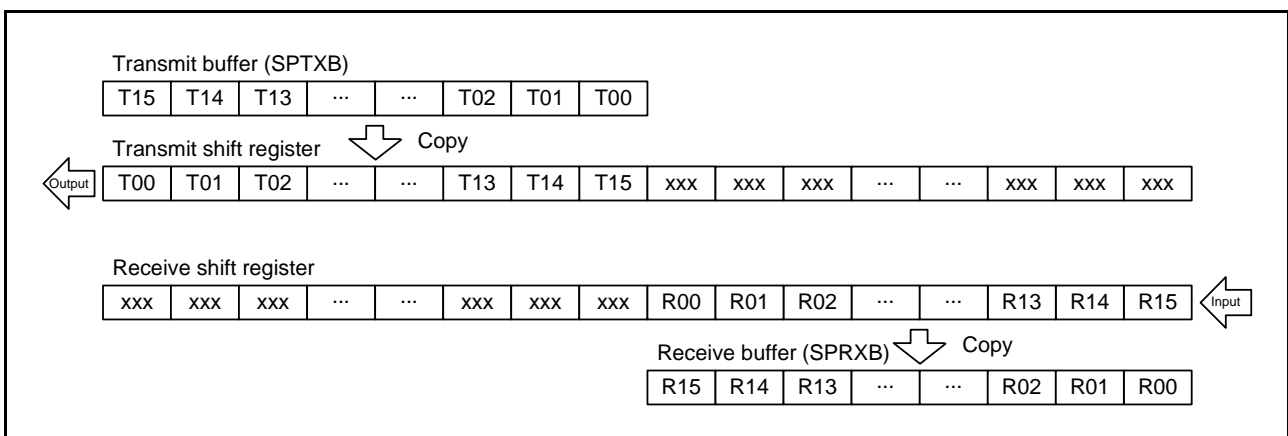 Transmit buffer (SPTXB)
T15 T14 T13 ... ... T02 T01 T00
Copy
Transmit shift register
Output T00 T01 T02 ... ... T13 T14 T15 xxx xxx xxx ... ... xxx xxx xxx
Receive shift register
xxx xxx xxx ... ... xxx xxx xxx R00 R01 R02 ... ... R13 R14 R15 Input
Copy
Receive buffer (SPRXB)
R15 R14 R13 ... ... R02 R01 R00